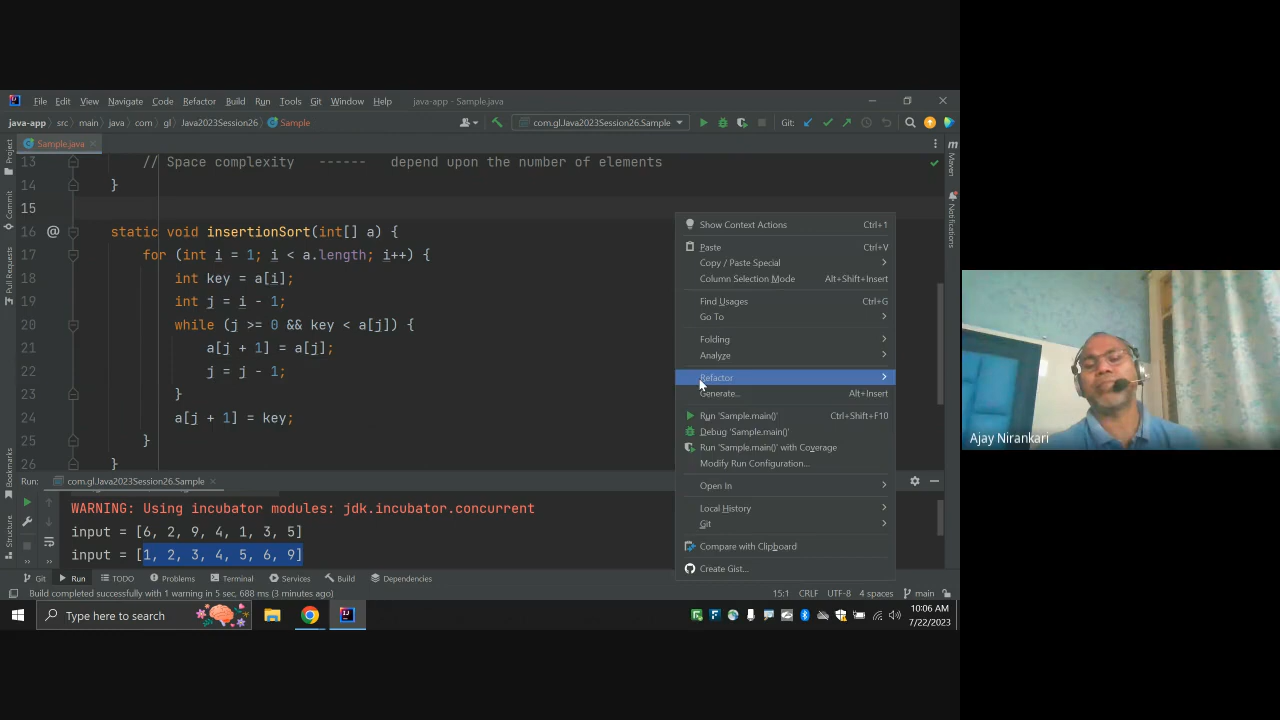 File Edit View Navigate Code Refactor Build Run Tools Git Window Help java-app - Sample.java
java-app src main java com gl Java2023Session26 Sample
com.gl.Java2023Session26.Sample Git:
Sample.java
13 // Space complexity ------ depend upon the number of elements
14 }
15
16 @ static void insertionSort(int[] a) {
17 for (int i = 1; i < a.length; i++) {
18 int key = a[i];
19 int j = i - 1;
20 while (j >= 0 && key < a[j]) {
21 a[j + 1] = a[j];
22 j = j - 1;
23 }
24 a[j + 1] = key;
25 }
26 }
Project
Commit
Pull Requests
Bookmarks
Structure
Maven
Notifications
Show Context Actions Ctrl+1
Paste Ctrl+V
Copy / Paste Special
Column Selection Mode Alt+Shift+Insert
Find Usages Ctrl+G
Go To
Folding
Analyze
Refactor
Generate... Alt+Insert
Run 'Sample.main()' Ctrl+Shift+F10
Debug 'Sample.main()'
Run 'Sample.main()' with Coverage
Modify Run Configuration...
Open In
Local History
Git
Compare with Clipboard
Create Gist...
Run: com.gl.Java2023Session26.Sample
WARNING: Using incubator modules: jdk.incubator.concurrent
input = [6, 2, 9, 4, 1, 3, 5]
input = [1, 2, 3, 4, 5, 6, 9]
Git Run TODO Problems Terminal Services Build Dependencies
Build completed successfully with 1 warning in 5 sec, 688 ms (3 minutes ago) 15:1 CRLF UTF-8 4 spaces main
Type here to search
10:06 AM
7/22/2023
Ajay Nirankari